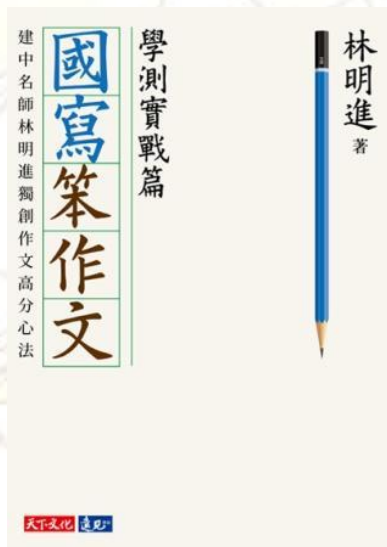 林明進 著
學測實戰篇
國寫笨作文
建中名師林明進獨創作文高分心法
天下文化 遠見